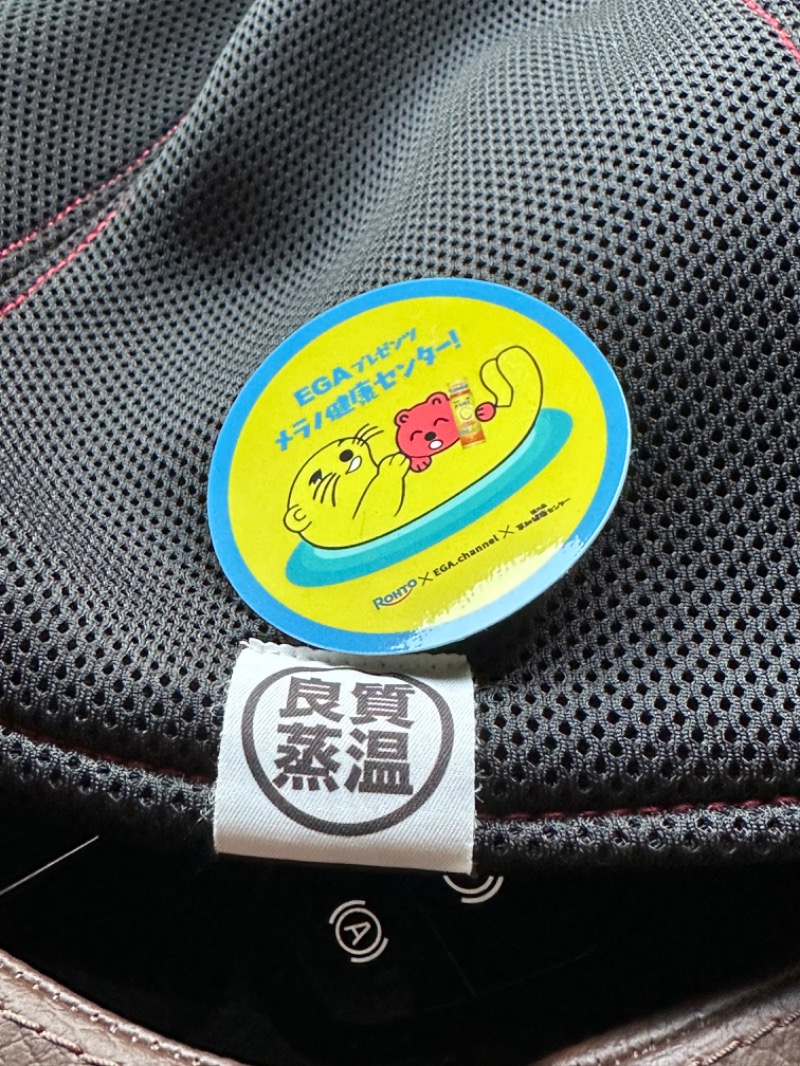 EGAプレゼンツ
メラノ健康センター!
ROHTO × EGA.channel ×
良質
蒸温
A